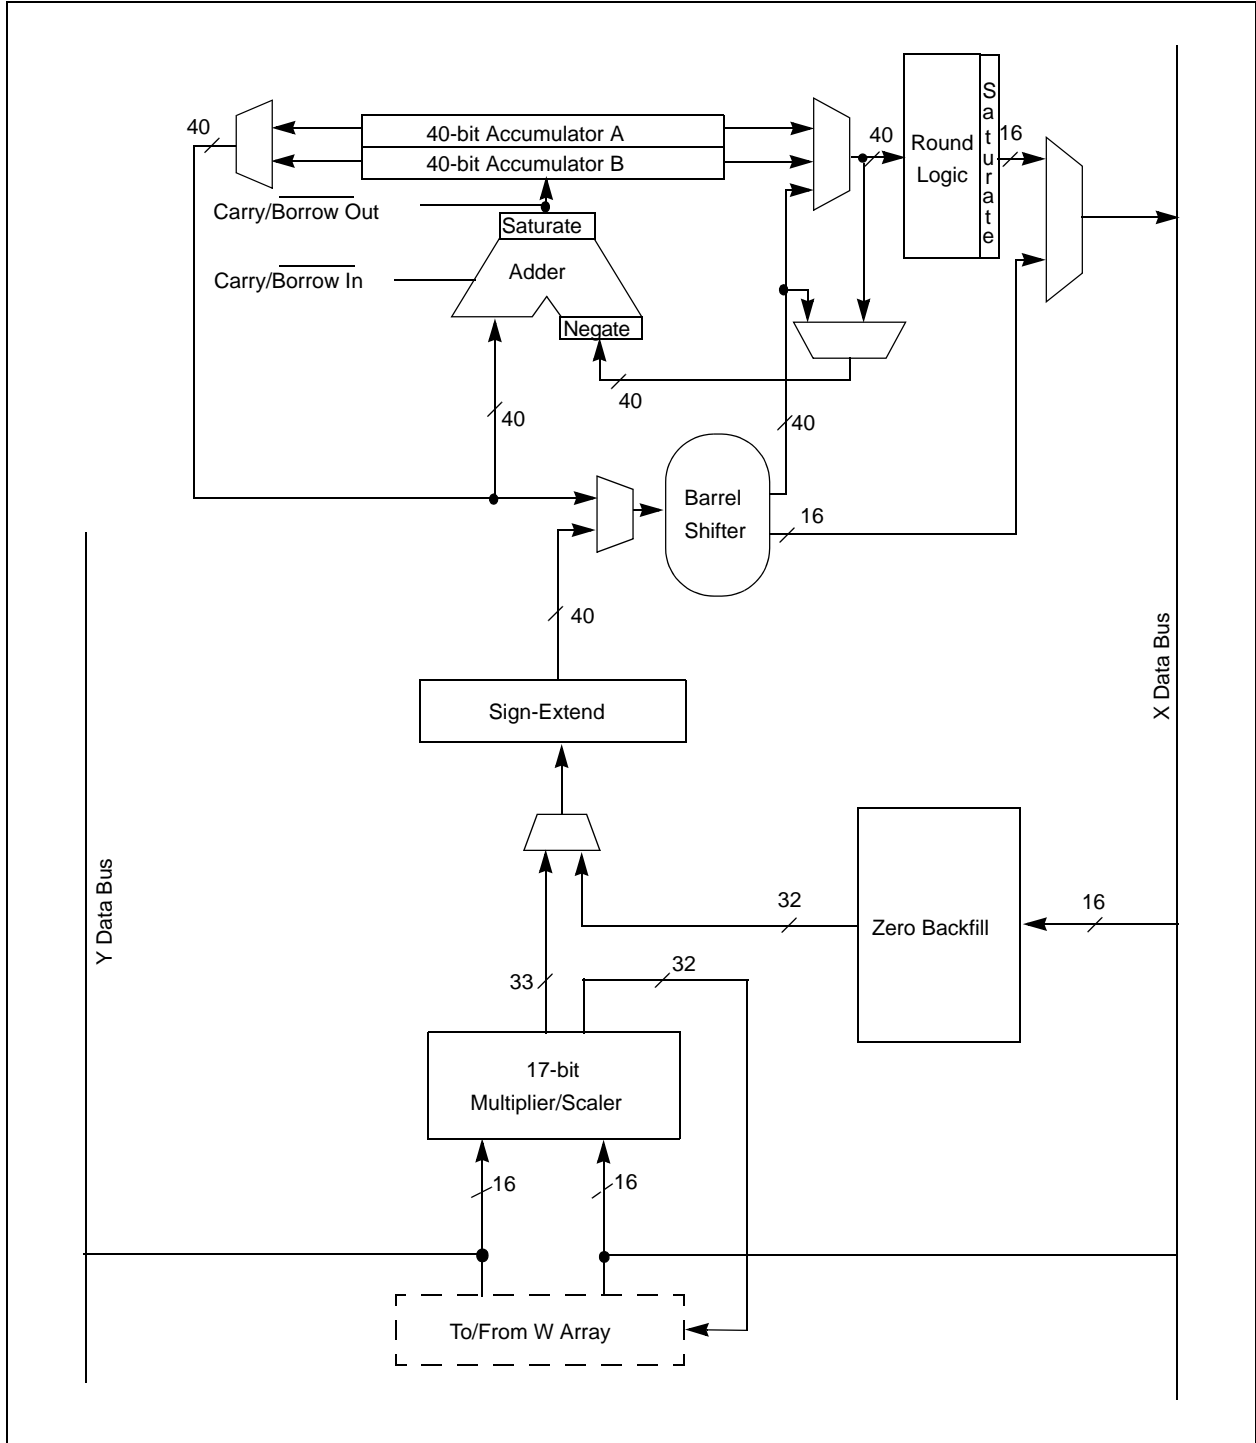 40
40-bit Accumulator A
40-bit Accumulator B
40
Round
Logic
Saturate
16
Carry/Borrow Out
Saturate
Carry/Borrow In
Adder
Negate
40
40
40
Barrel
Shifter
16
40
X Data Bus
Sign-Extend
Y Data Bus
32
16
Zero Backfill
33
32
17-bit
Multiplier/Scaler
16
16
To/From W Array